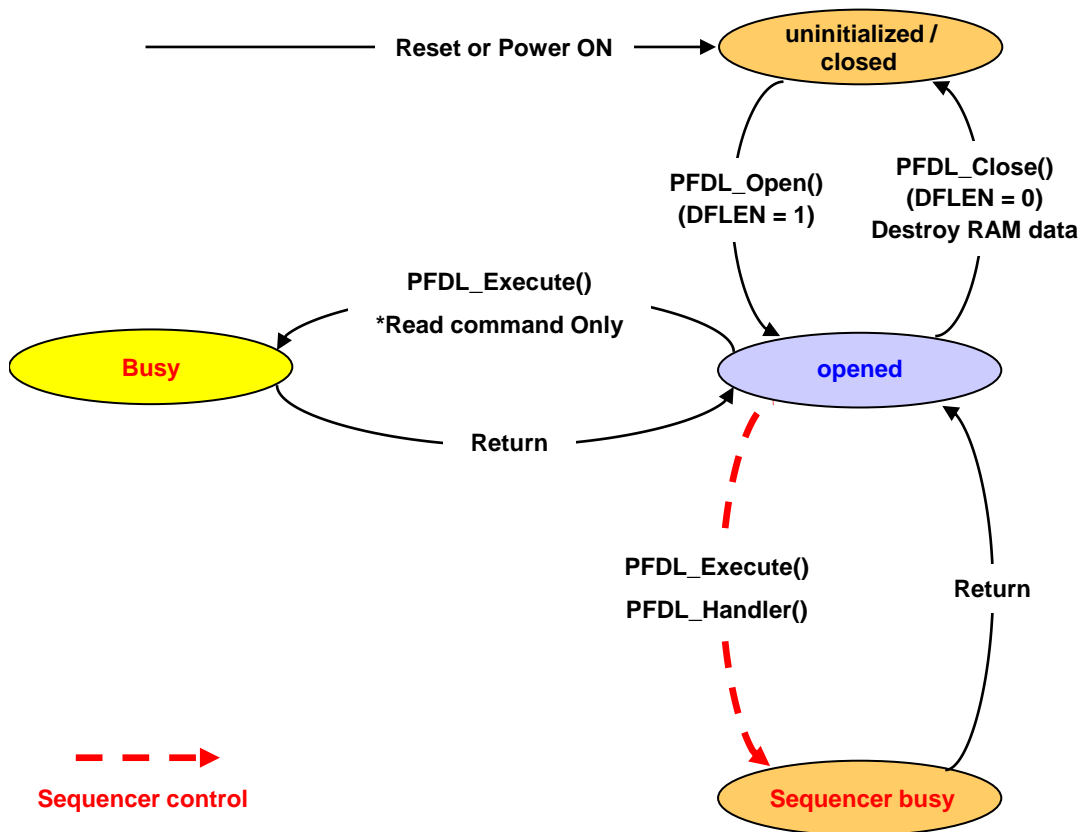 Reset or Power ON
uninitialized /
closed
PFDL_Open()
(DFLEN = 1)
PFDL_Close()
(DFLEN = 0)
Destroy RAM data
PFDL_Execute()
*Read command Only
Busy
opened
Return
PFDL_Execute()
PFDL_Handler()
Return
Sequencer control
Sequencer busy